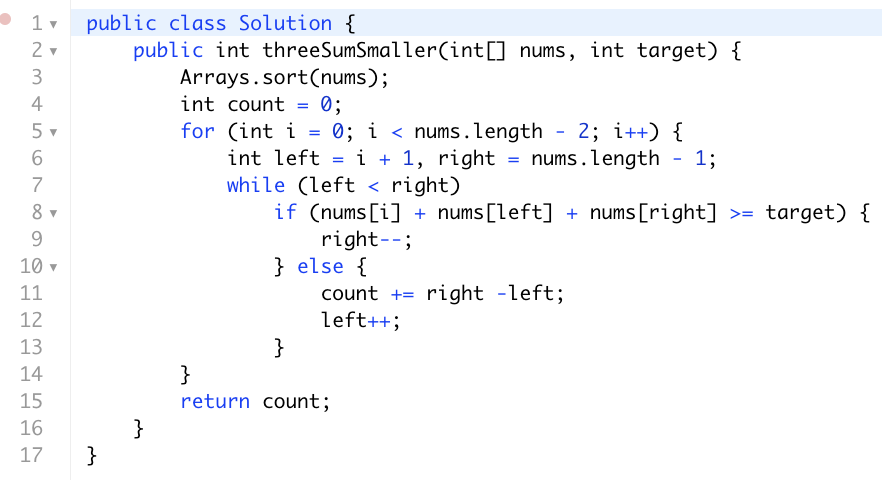 1 public class Solution {
2     public int threeSumSmaller(int[] nums, int target) {
3         Arrays.sort(nums);
4         int count = 0;
5         for (int i = 0; i < nums.length - 2; i++) {
6             int left = i + 1, right = nums.length - 1;
7             while (left < right)
8                 if (nums[i] + nums[left] + nums[right] >= target) {
9                     right--;
10                 } else {
11                     count += right -left;
12                     left++;
13                 }
14         }
15         return count;
16     }
17 }